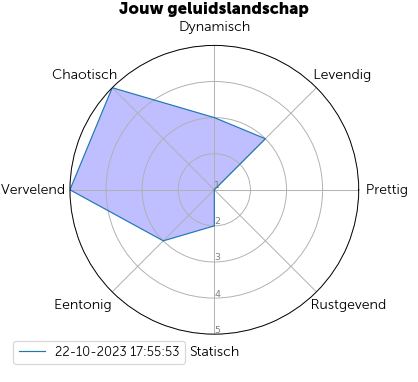 Jouw geluidslandschap
Dynamisch
Chaotisch
Levendig
Vervelend
1
Prettig
2
3
4
5
Eentonig
Rustgevend
22-10-2023 17:55:53
Statisch